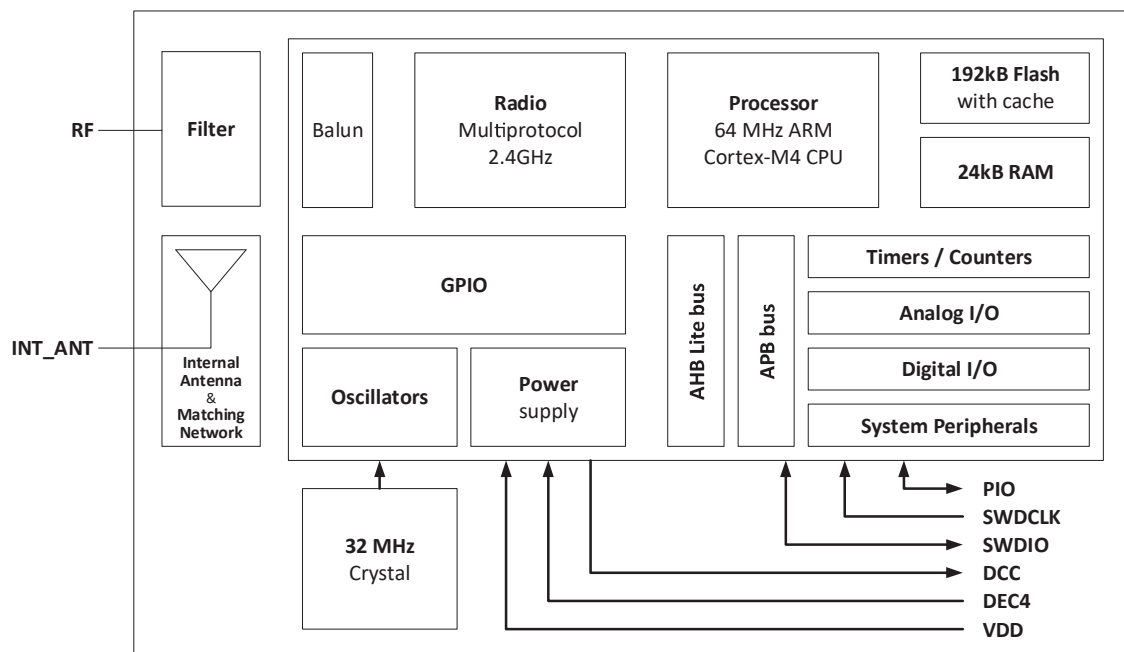 RF
Filter
Balun
Radio
Multiprotocol
2.4GHz
Processor
64 MHz ARM
Cortex-M4 CPU
192kB Flash
with cache
24kB RAM
INT_ANT
Internal
Antenna
&
Matching
Network
GPIO
Oscillators
Power
supply
AHB Lite bus
APB bus
Timers / Counters
Analog I/O
Digital I/O
System Peripherals
32 MHz
Crystal
PIO
SWDCLK
SWDIO
DCC
DEC4
VDD